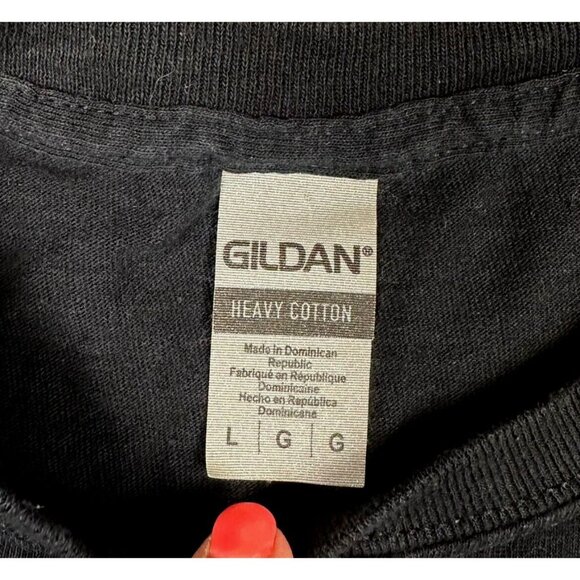 GILDAN®
HEAVY COTTON
Made in Dominican
Republic
Fabriqué en République
Dominicaine
Hecho en República
Dominicana
L | G | G